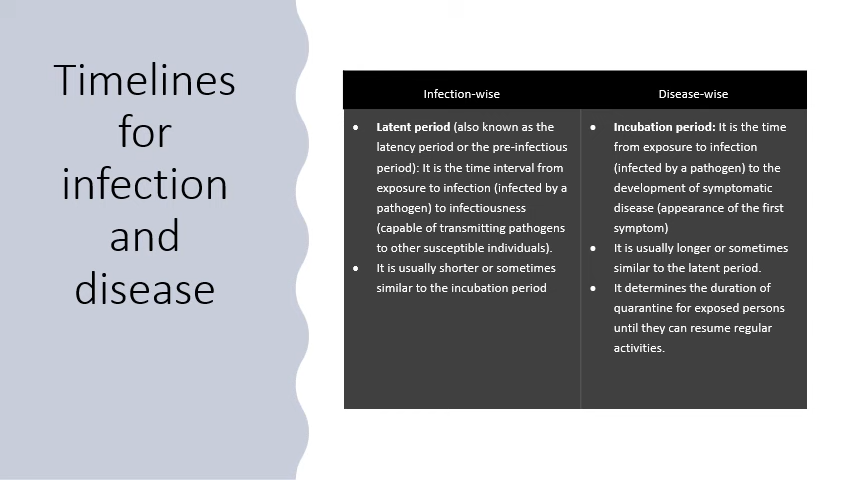 Timelines
for
infection
and
disease
Infection-wise
Disease-wise
• Latent period (also known as the
latency period or the pre-infectious
period): It is the time interval from
exposure to infection (infected by a
pathogen) to infectiousness
(capable of transmitting pathogens
to other susceptible individuals).
• It is usually shorter or sometimes
similar to the incubation period
• Incubation period: It is the time
from exposure to infection
(infected by a pathogen) to the
development of symptomatic
disease (appearance of the first
symptom)
• It is usually longer or sometimes
similar to the latent period.
• It determines the duration of
quarantine for exposed persons
until they can resume regular
activities.